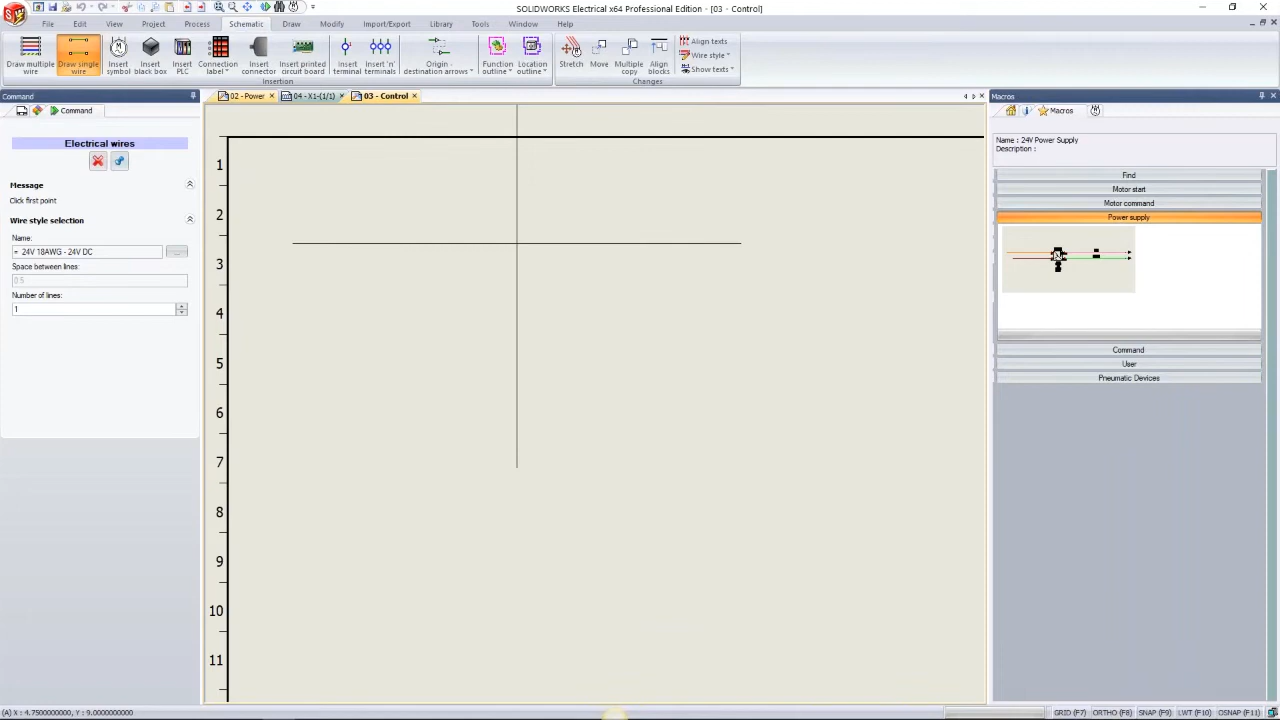 SOLIDWORKS Electrical x64 Professional Edition - [03 - Control]
File Edit View Project Process Schematic Draw Modify Import/Export Library Tools Window Help
Draw multiple wire
Draw single wire
Insert symbol
Insert black box
Insert PLC
Connection label
Insert connector
Insert printed circuit board
Insert terminal
Insert 'n' terminals
Origin - destination arrows
Function outline
Location outline
Stretch
Move
Multiple copy
Align blocks
Align texts
Wire style
Show texts
Insertion
Changes
Command
02 - Power
04 - X1-(1/1)
03 - Control
Macros
Command
Macros
Electrical wires
Name : 24V Power Supply
Description :
Message
Click first point
Wire style selection
Name:
= 24V 18AWG - 24V DC
...
Space between lines:
0.5
Number of lines:
1
1
2
3
4
5
6
7
8
9
10
11
Find
Motor start
Motor command
Power supply
Command
User
Pneumatic Devices
(A) X : 4.7500000000, Y : 9.0000000000
GRID (F7) ORTHO (F8) SNAP (F9) LWT (F10) OSNAP (F11)